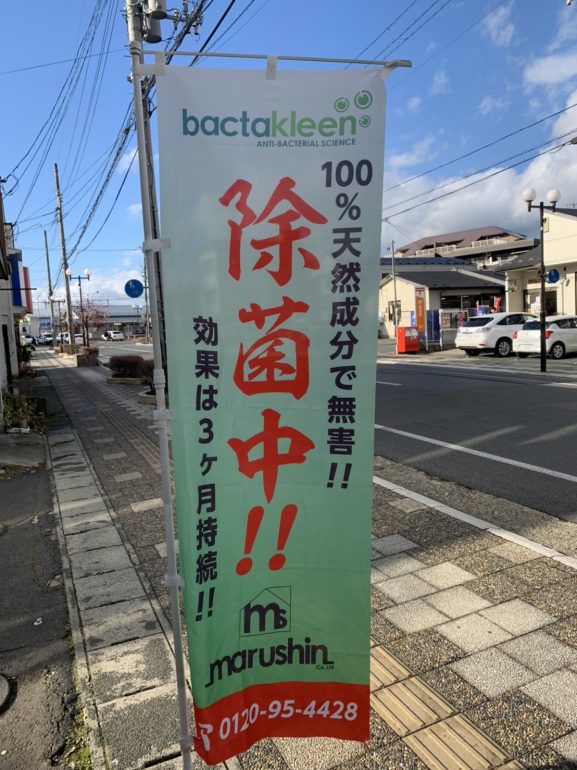 bactakleen
ANTI-BACTERIAL SCIENCE
100%天然成分で無害!!
除菌中!!
効果は3ヶ月持続!!
ms
marushin
Co., Ltd
0120-95-4428